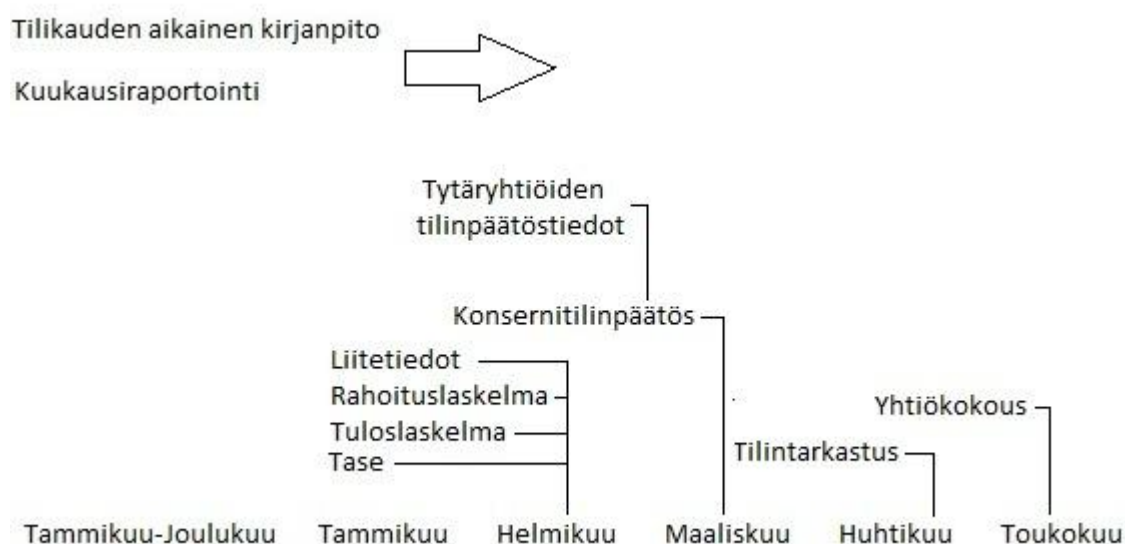 Tilikauden aikainen kirjanpito
Kuukausiraportointi
Tytäryhtiöiden
tilinpäätöstiedot
Konsernitilinpäätös
Liitetiedot
Rahoituslaskelma
Yhtiökokous
Tuloslaskelma
Tilintarkastus
Tase
Tammikuu-Joulukuu Tammikuu Helmikuu Maaliskuu Huhtikuu Toukokuu